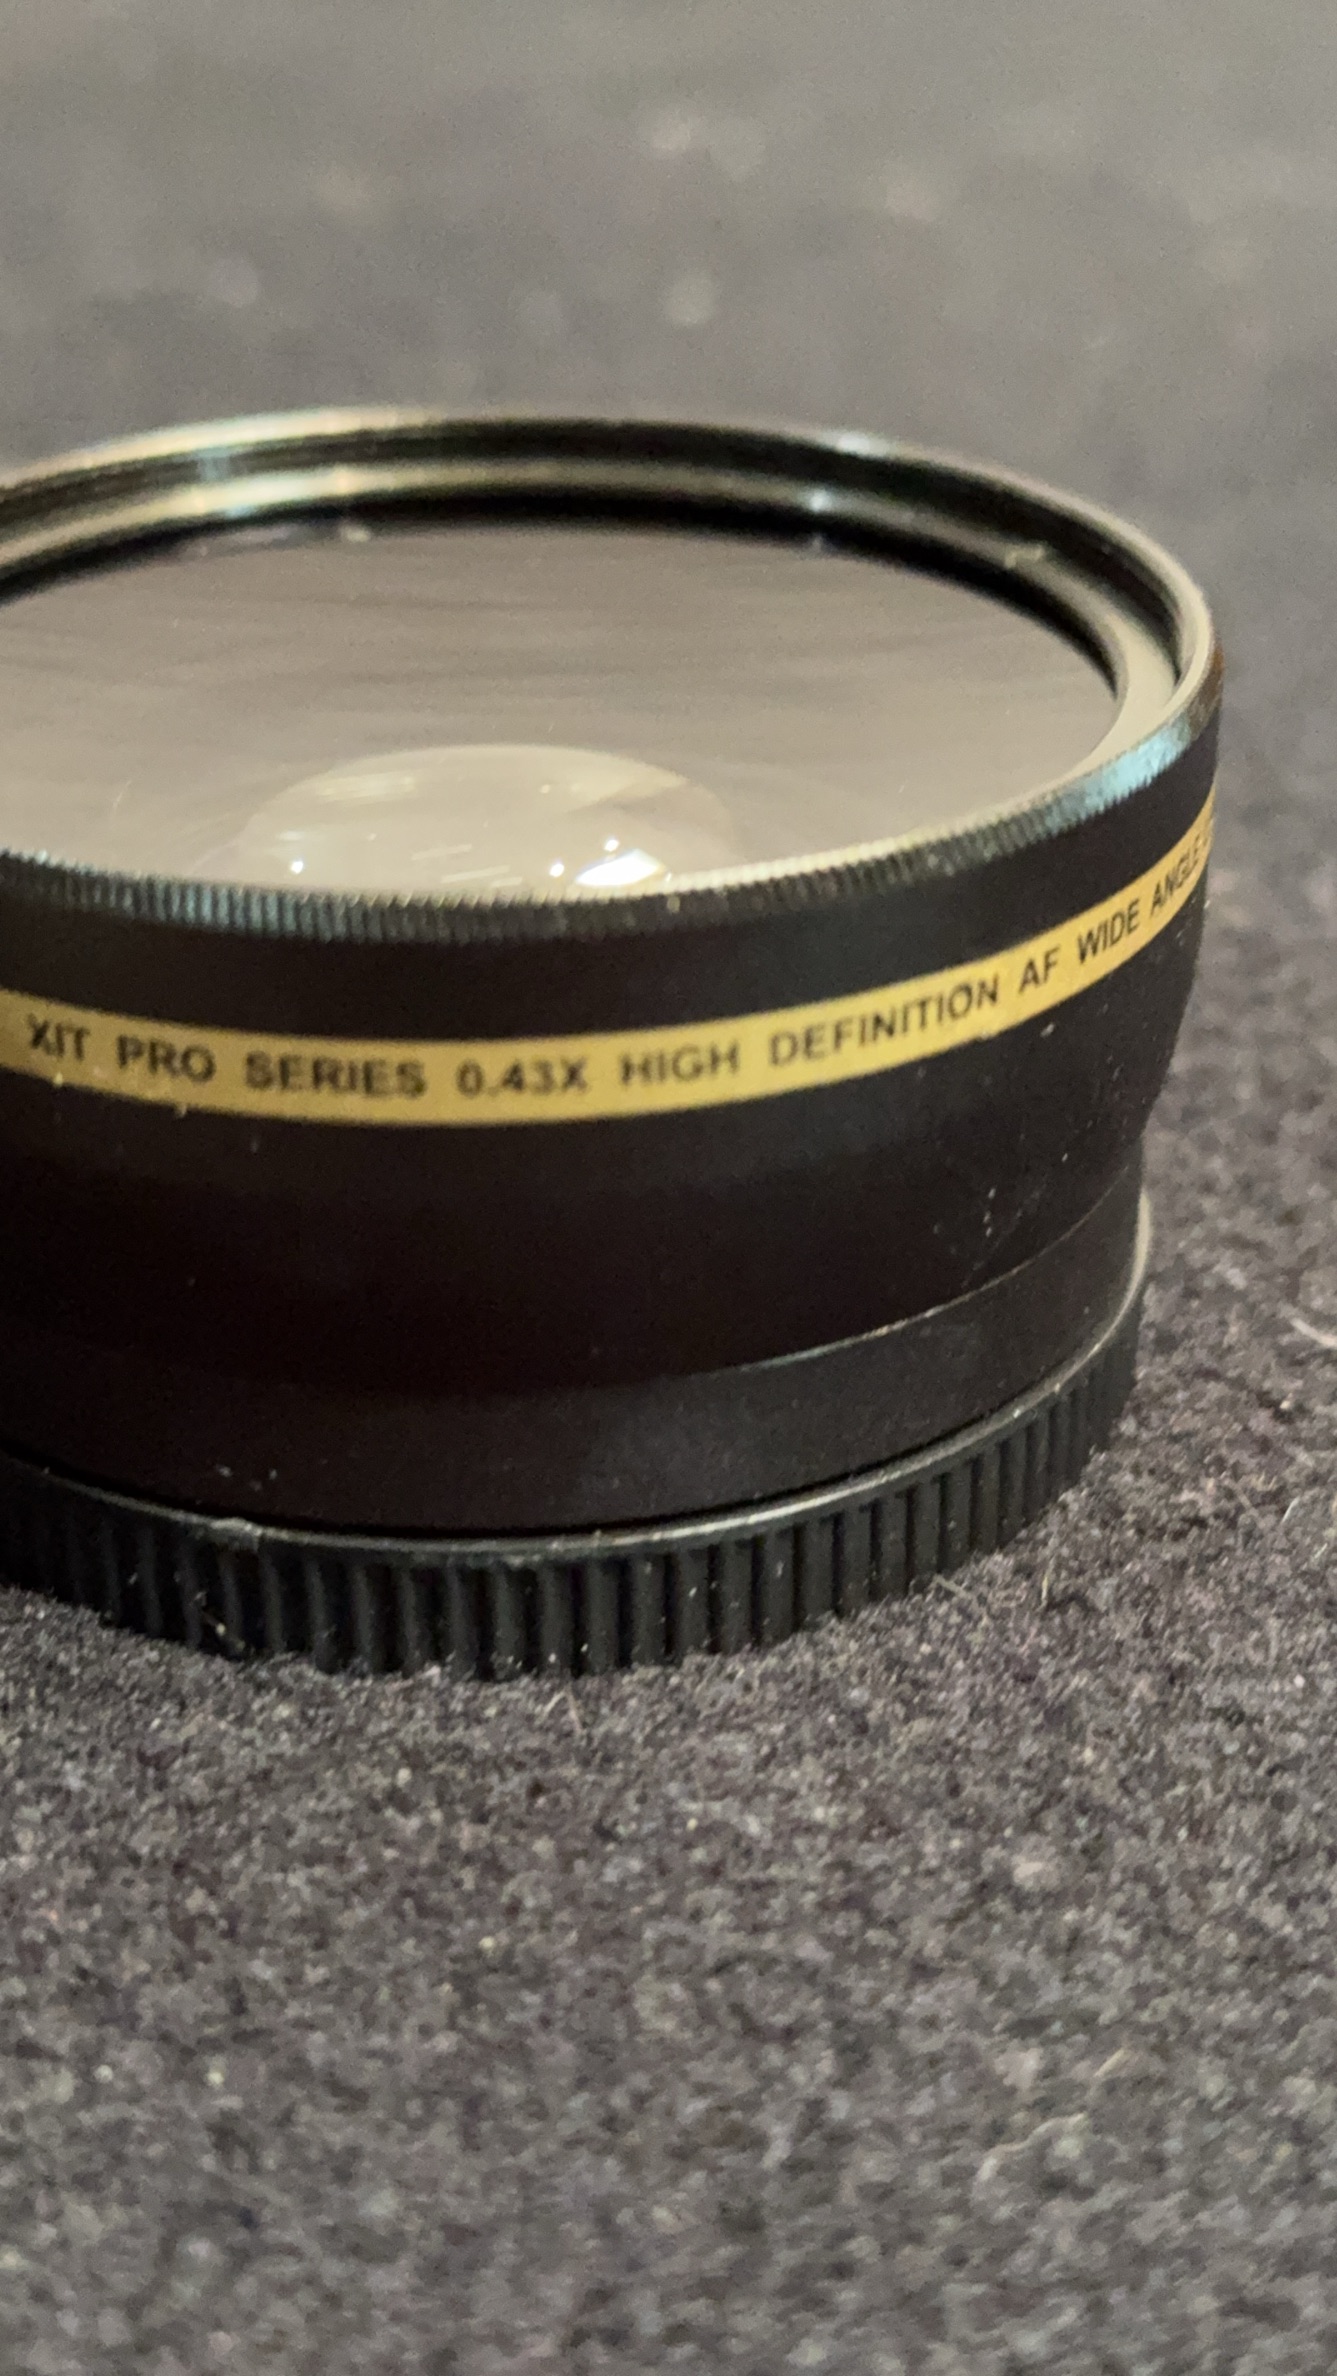 XIT PRO SERIES 0.43X HIGH DEFINITION AF WIDE ANGLE